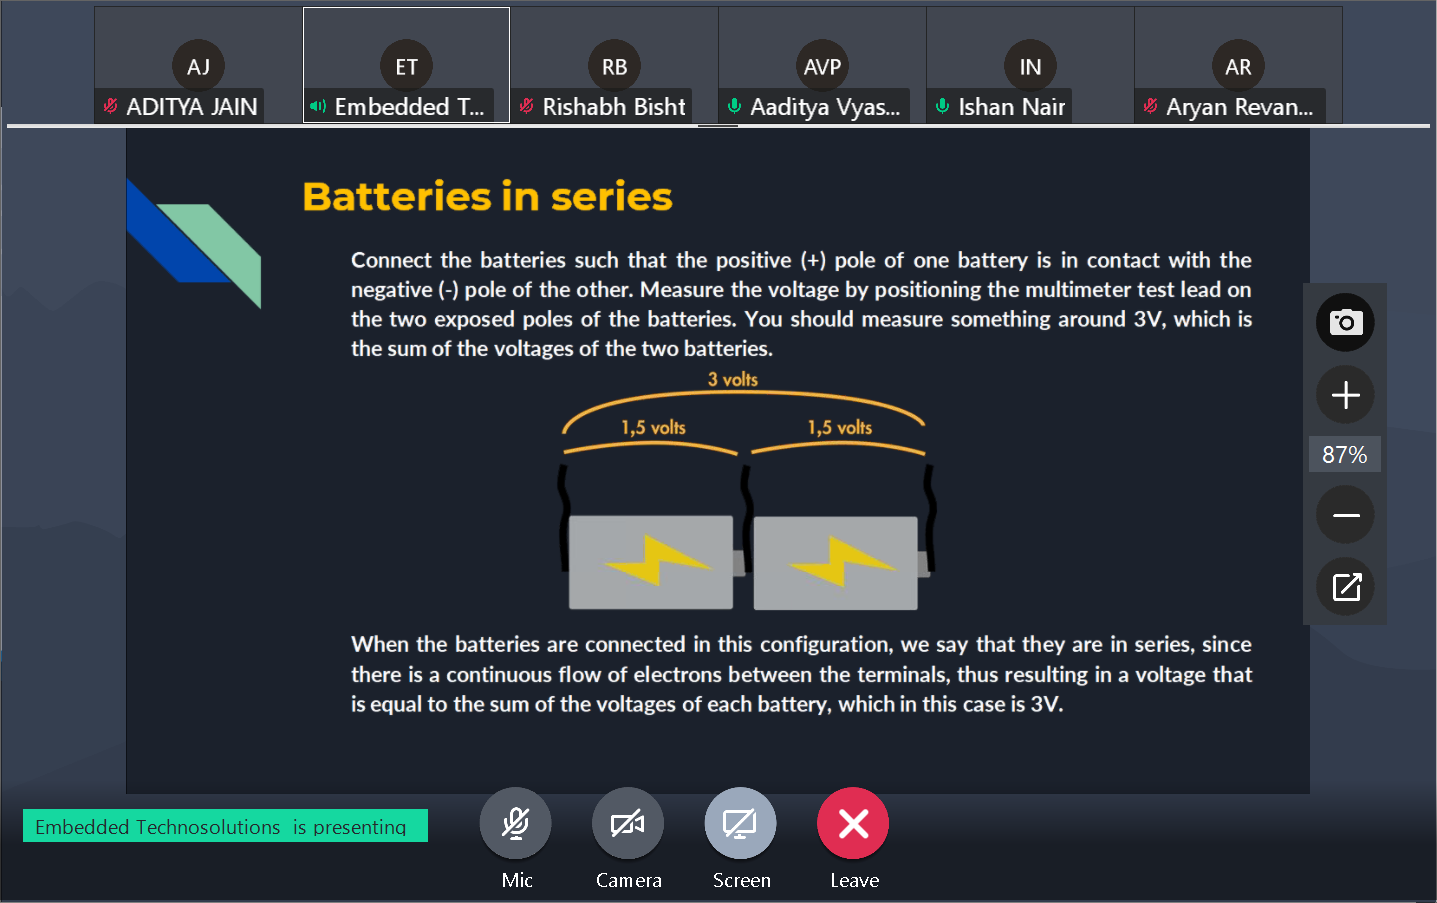 AJ
ET
RB
AVP
IN
AR
ADITYA JAIN
Embedded T...
Rishabh Bisht
Aaditya Vyas...
Ishan Nair
Aryan Revan...
Batteries in series
Connect the batteries such that the positive (+) pole of one battery is in contact with the
negative (-) pole of the other. Measure the voltage by positioning the multimeter test lead on
the two exposed poles of the batteries. You should measure something around 3V, which is
the sum of the voltages of the two batteries.
3 volts
1,5 volts
1,5 volts
When the batteries are connected in this configuration, we say that they are in series, since
there is a continuous flow of electrons between the terminals, thus resulting in a voltage that
is equal to the sum of the voltages of each battery, which in this case is 3V.
87%
Embedded Technosolutions is presenting
Mic
Camera
Screen
Leave